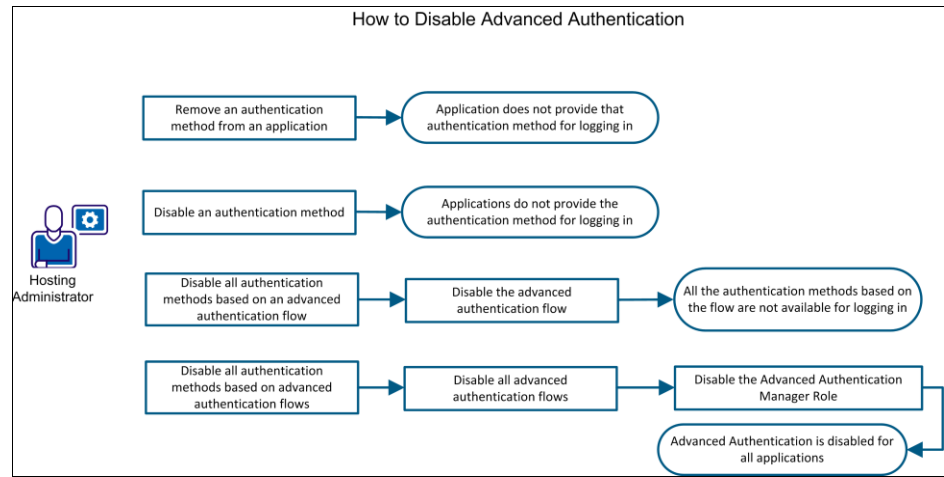 How to Disable Advanced Authentication
Remove an authentication
method from an application
Application does not provide that
authentication method for logging in
Disable an authentication method
Applications do not provide the
authentication method for logging in
Hosting
Administrator
Disable all authentication
methods based on an advanced
authentication flow
Disable the advanced
authentication flow
All the authentication methods based on
the flow are not available for logging in
Disable all authentication
methods based on advanced
authentication flows
Disable all advanced
authentication flows
Disable the Advanced Authentication
Manager Role
Advanced Authentication is disabled for
all applications